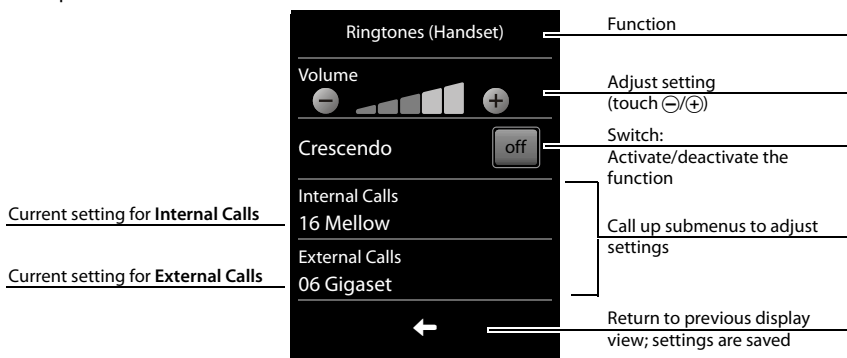 Ringtones (Handset)
Function
Volume
Adjust setting
(touch ⊖/⊕)
Crescendo
off
Switch:
Activate/deactivate the
function
Internal Calls
16 Mellow
Current setting for Internal Calls
Call up submenus to adjust
settings
External Calls
06 Gigaset
Current setting for External Calls
Return to previous display
view; settings are saved